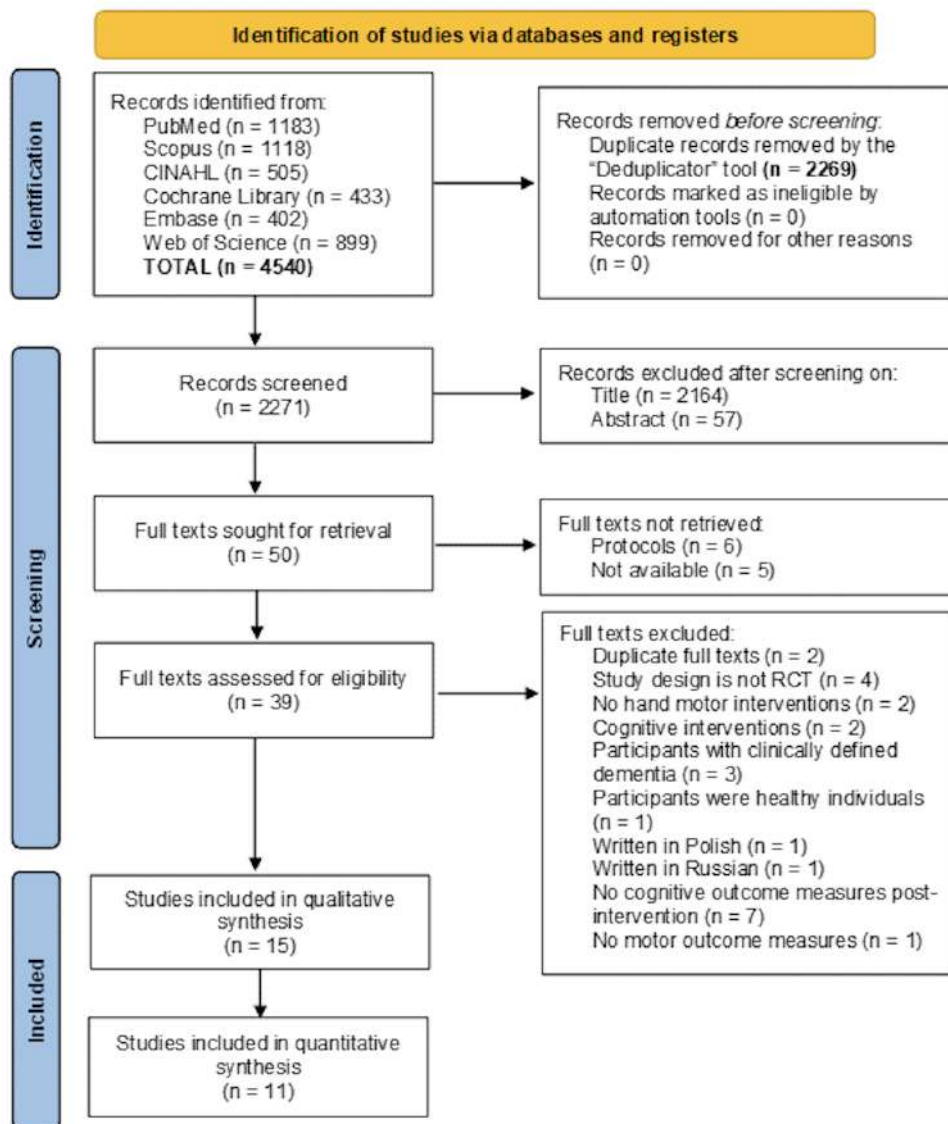 Identification of studies via databases and registers
Identification
Records identified from:
PubMed (n = 1183)
Scopus (n = 1118)
CINAHL (n = 505)
Cochrane Library (n = 433)
Embase (n = 402)
Web of Science (n = 899)
TOTAL (n = 4540)
Records removed before screening:
Duplicate records removed by the
“Deduplicator” tool (n = 2269)
Records marked as ineligible by
automation tools (n = 0)
Records removed for other reasons
(n = 0)
Screening
Records screened
(n = 2271)
Records excluded after screening on:
Title (n = 2164)
Abstract (n = 57)
Full texts sought for retrieval
(n = 50)
Full texts not retrieved:
Protocols (n = 6)
Not available (n = 5)
Full texts assessed for eligibility
(n = 39)
Full texts excluded:
Duplicate full texts (n = 2)
Study design is not RCT (n = 4)
No hand motor interventions (n = 2)
Cognitive interventions (n = 2)
Participants with clinically defined
dementia (n = 3)
Participants were healthy individuals
(n = 1)
Written in Polish (n = 1)
Written in Russian (n = 1)
No cognitive outcome measures post-
intervention (n = 7)
No motor outcome measures (n = 1)
Included
Studies included in qualitative
synthesis
(n = 15)
Studies included in quantitative
synthesis
(n = 11)